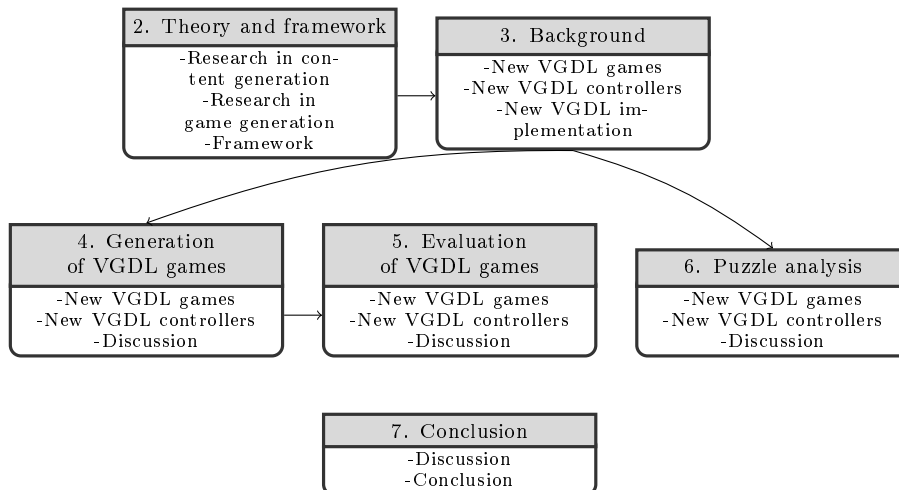 2. Theory and framework
-Research in con-
tent generation
-Research in
game generation
-Framework
3. Background
-New VGDL games
-New VGDL controllers
-New VGDL im-
plementation
4. Generation
of VGDL games
-New VGDL games
-New VGDL controllers
-Discussion
5. Evaluation
of VGDL games
-New VGDL games
-New VGDL controllers
-Discussion
6. Puzzle analysis
-New VGDL games
-New VGDL controllers
-Discussion
7. Conclusion
-Discussion
-Conclusion